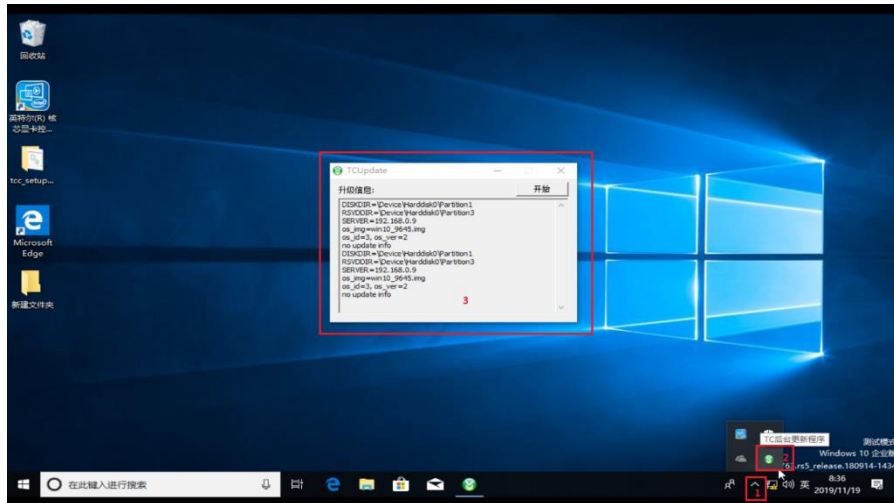 回收站
英特尔(R) 核
芯显卡控...
tcc_setup...
Microsoft
Edge
新建文件夹
TCUpdate
升级信息:
开始
DISKDIR=\Device\Harddisk0\Partition1
RSVDDIR=\Device\Harddisk0\Partition3
SERVER=192.168.0.9
os_img=win10_9645.img
os_id=3, os_ver=2
no update info
DISKDIR=\Device\Harddisk0\Partition1
RSVDDIR=\Device\Harddisk0\Partition3
SERVER=192.168.0.9
os_img=win10_9645.img
os_id=3, os_ver=2
no update info
3
TC后台更新程序
2
测试模式
Windows 10 企业版
763.rs5_release.180914-1434
在此键入进行搜索
1
英
8:36
2019/11/19